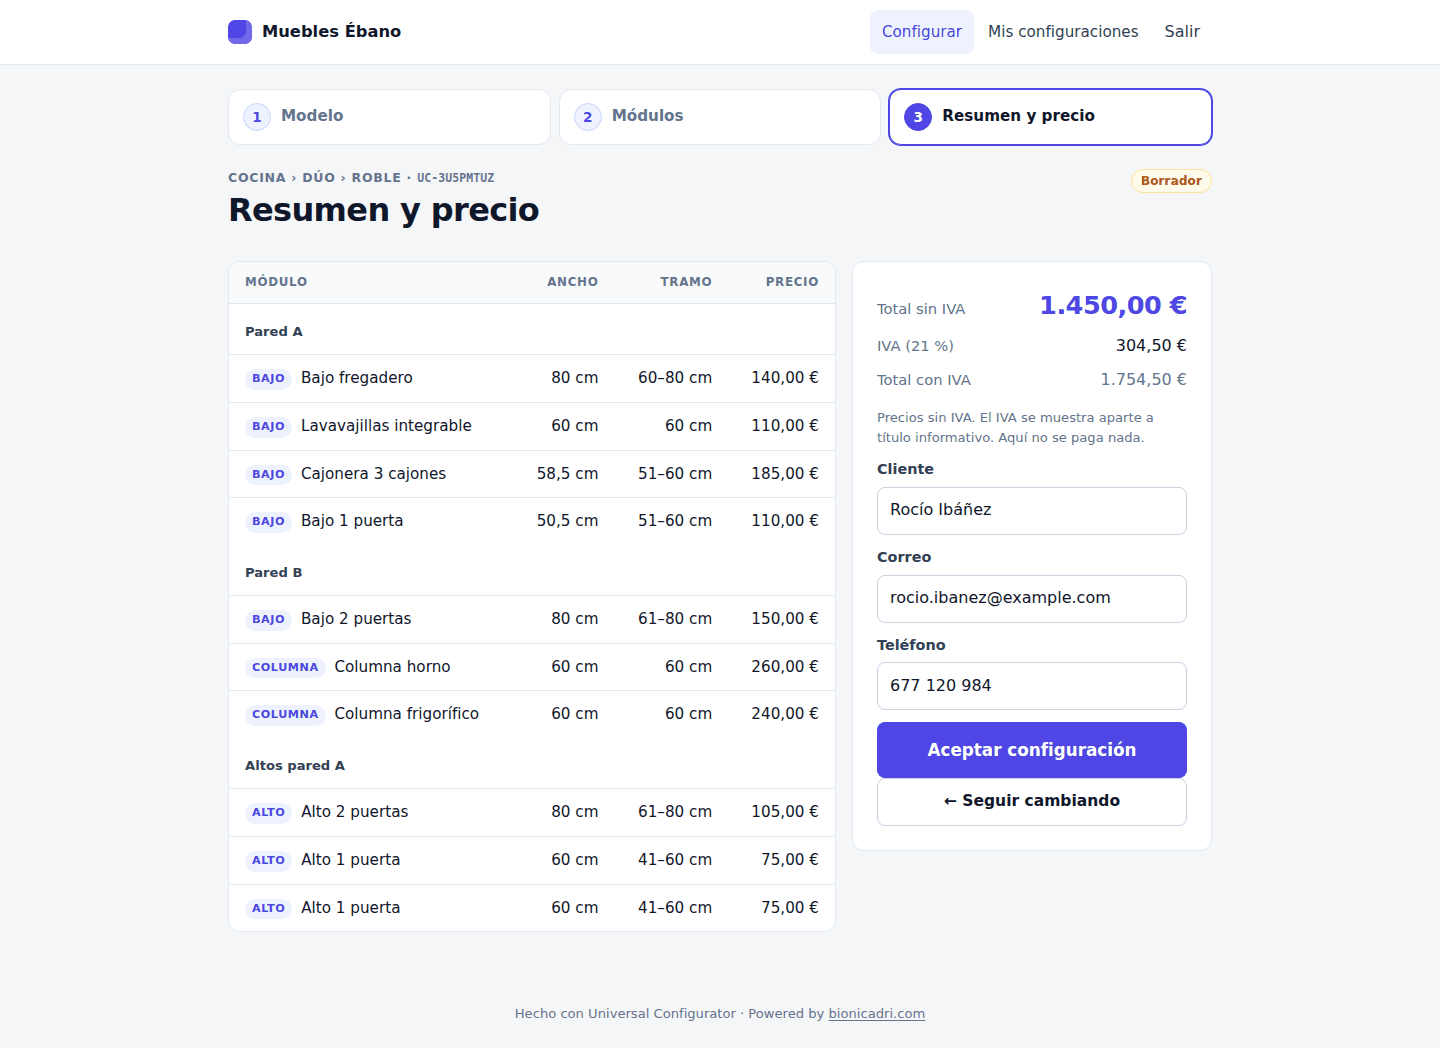 Muebles Ébano
Configurar Mis configuraciones Salir
1 Modelo
2 Módulos
3 Resumen y precio
COCINA › DÚO › ROBLE · UC-3U5PMTUZ
Borrador
Resumen y precio
MÓDULO ANCHO TRAMO PRECIO
Pared A
BAJO Bajo fregadero 80 cm 60–80 cm 140,00 €
BAJO Lavavajillas integrable 60 cm 60 cm 110,00 €
BAJO Cajonera 3 cajones 58,5 cm 51–60 cm 185,00 €
BAJO Bajo 1 puerta 50,5 cm 51–60 cm 110,00 €
Pared B
BAJO Bajo 2 puertas 80 cm 61–80 cm 150,00 €
COLUMNA Columna horno 60 cm 60 cm 260,00 €
COLUMNA Columna frigorífico 60 cm 60 cm 240,00 €
Altos pared A
ALTO Alto 2 puertas 80 cm 61–80 cm 105,00 €
ALTO Alto 1 puerta 60 cm 41–60 cm 75,00 €
ALTO Alto 1 puerta 60 cm 41–60 cm 75,00 €
Total sin IVA 1.450,00 €
IVA (21 %) 304,50 €
Total con IVA 1.754,50 €
Precios sin IVA. El IVA se muestra aparte a
título informativo. Aquí no se paga nada.
Cliente
Rocío Ibáñez
Correo
rocio.ibanez@example.com
Teléfono
677 120 984
Aceptar configuración
← Seguir cambiando
Hecho con Universal Configurator · Powered by bionicadri.com